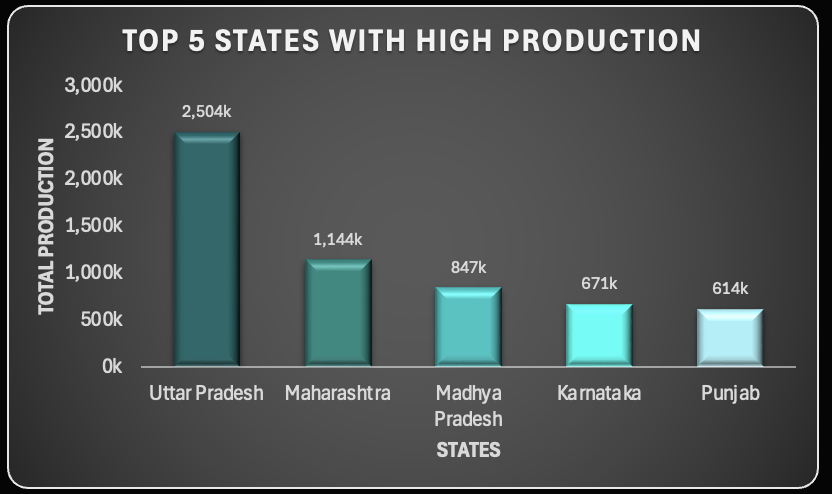 TOP 5 STATES WITH HIGH PRODUCTION
TOTAL PRODUCTION
3,000k
2,500k
2,000k
1,500k
1,000k
500k
0k
2,504k
1,144k
847k
671k
614k
Uttar Pradesh
Maharashtra
Madhya
Pradesh
Karnataka
Punjab
STATES